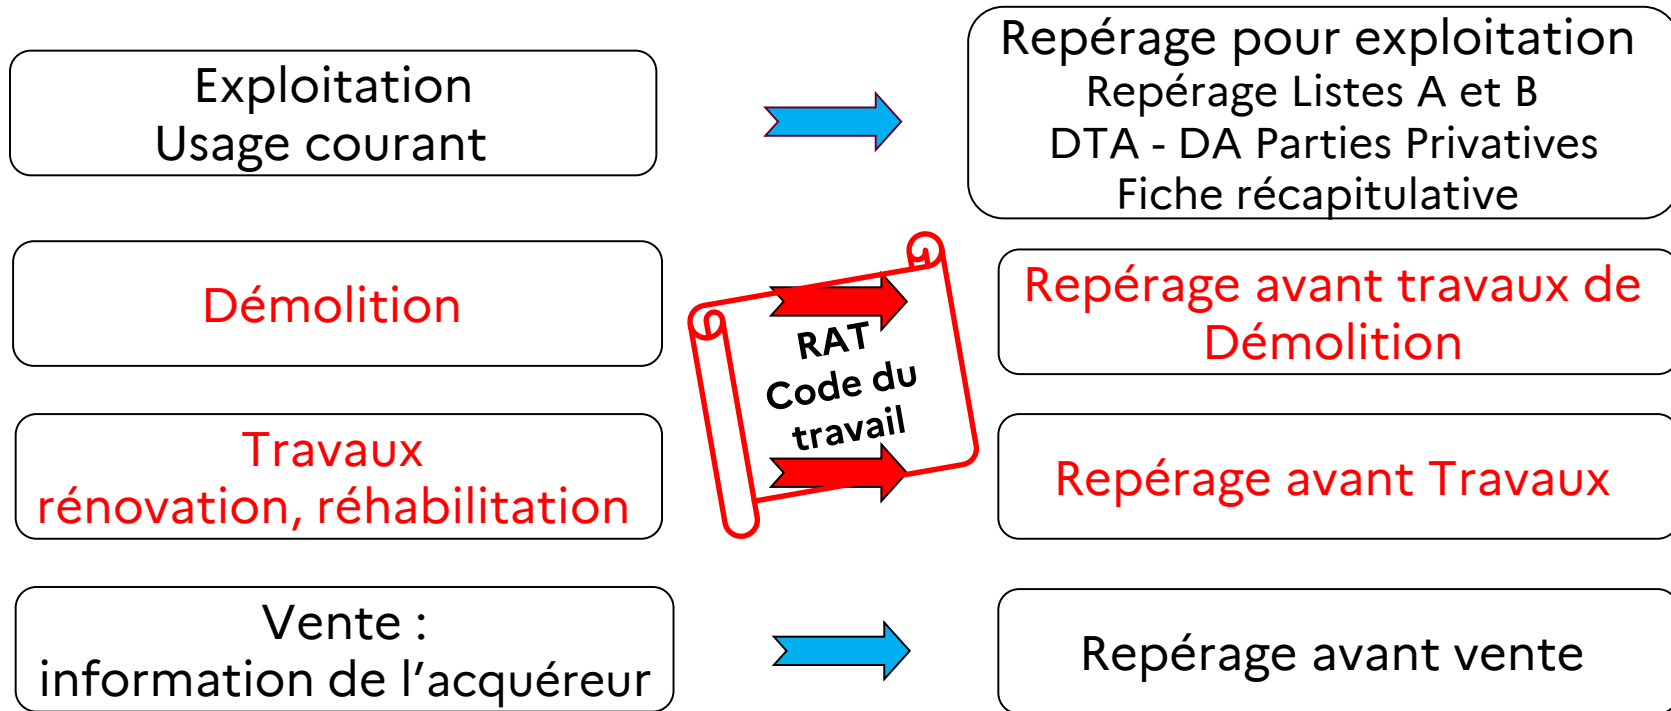 Exploitation
Usage courant
Repérage pour exploitation
Repérage Listes A et B
DTA - DA Parties Privatives
Fiche récapitulative
Démolition
RAT
Code du
travail
Repérage avant travaux de
Démolition
Travaux
rénovation, réhabilitation
Repérage avant Travaux
Vente :
information de l'acquéreur
Repérage avant vente